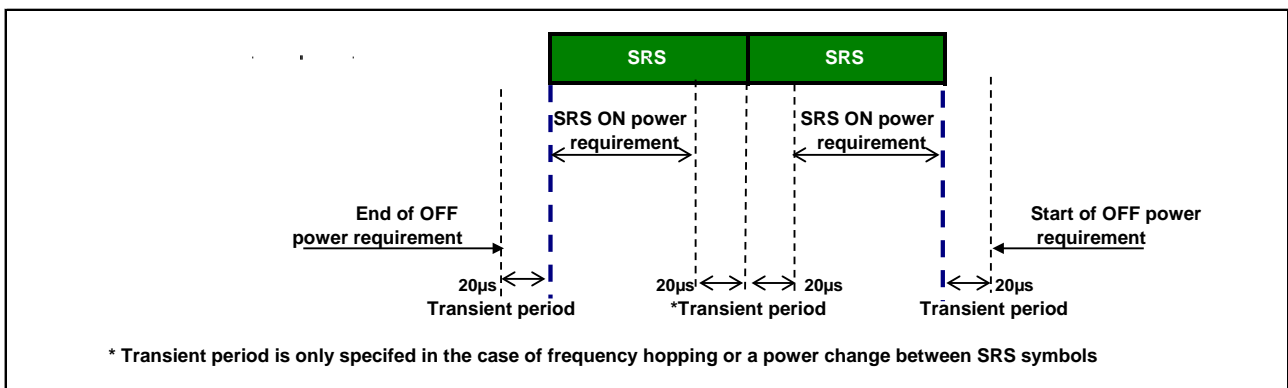 SRS SRS
SRS ON power
requirement
SRS ON power
requirement
End of OFF
power requirement
Start of OFF power
requirement
20µs 20µs 20µs 20µs
Transient period *Transient period Transient period
* Transient period is only specifed in the case of frequency hopping or a power change between SRS symbols